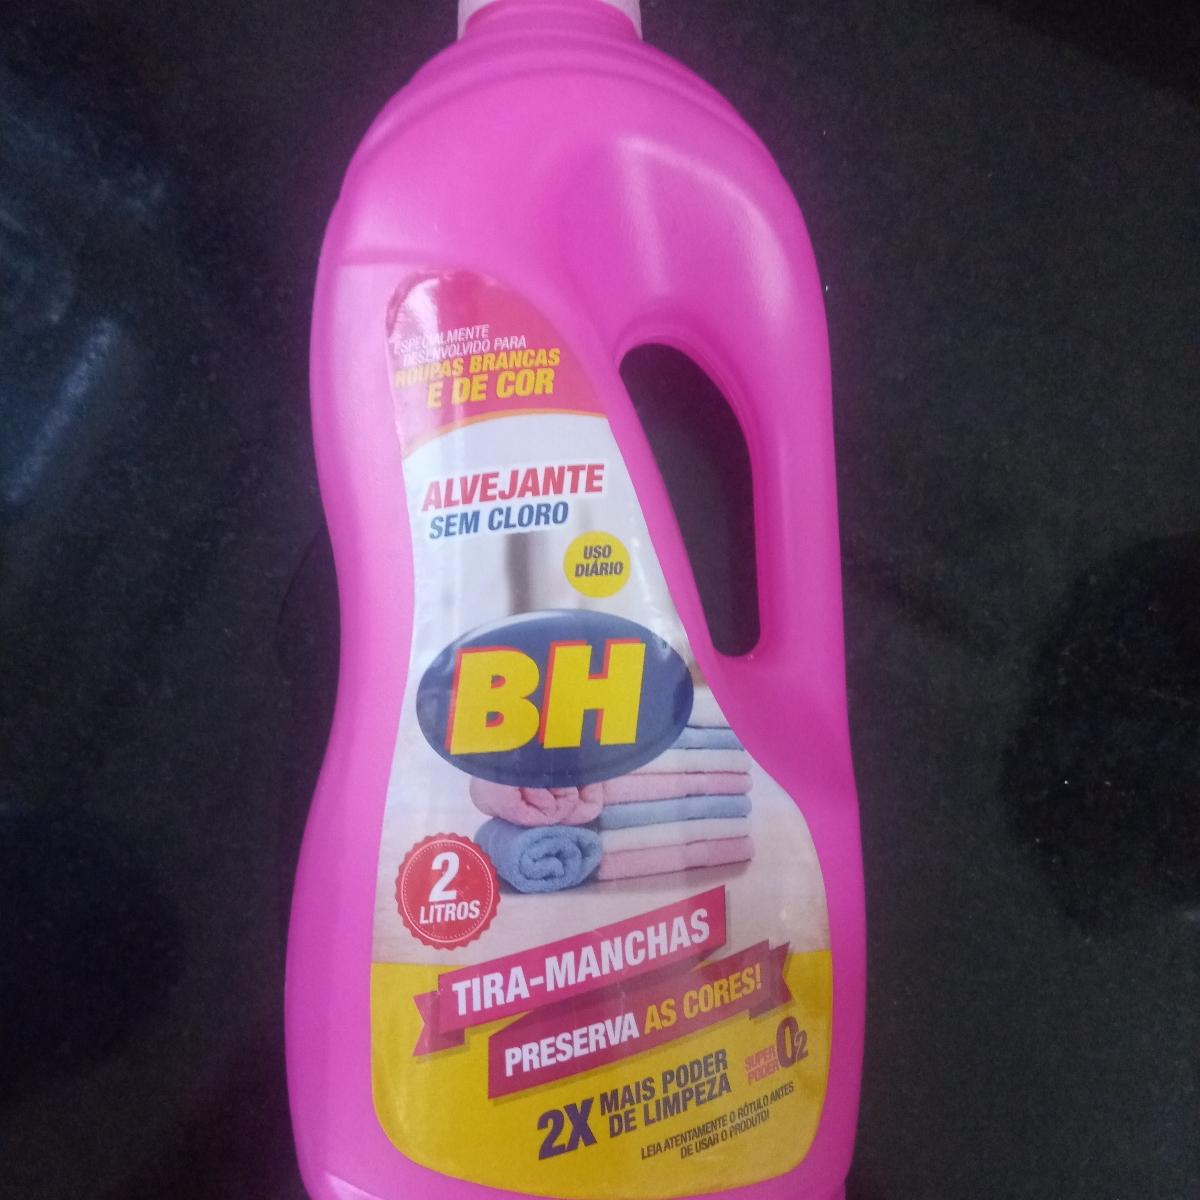 ESPECIALMENTE
DESENVOLVIDO PARA
ROUPAS BRANCAS
E DE COR
ALVEJANTE
SEM CLORO
USO
DIÁRIO
BH
2
LITROS
TIRA-MANCHAS
PRESERVA AS CORES!
2X MAIS PODER
DE LIMPEZA
SUPER
PODER O2
LEIA ATENTAMENTE O RÓTULO ANTES
DE USAR O PRODUTO!